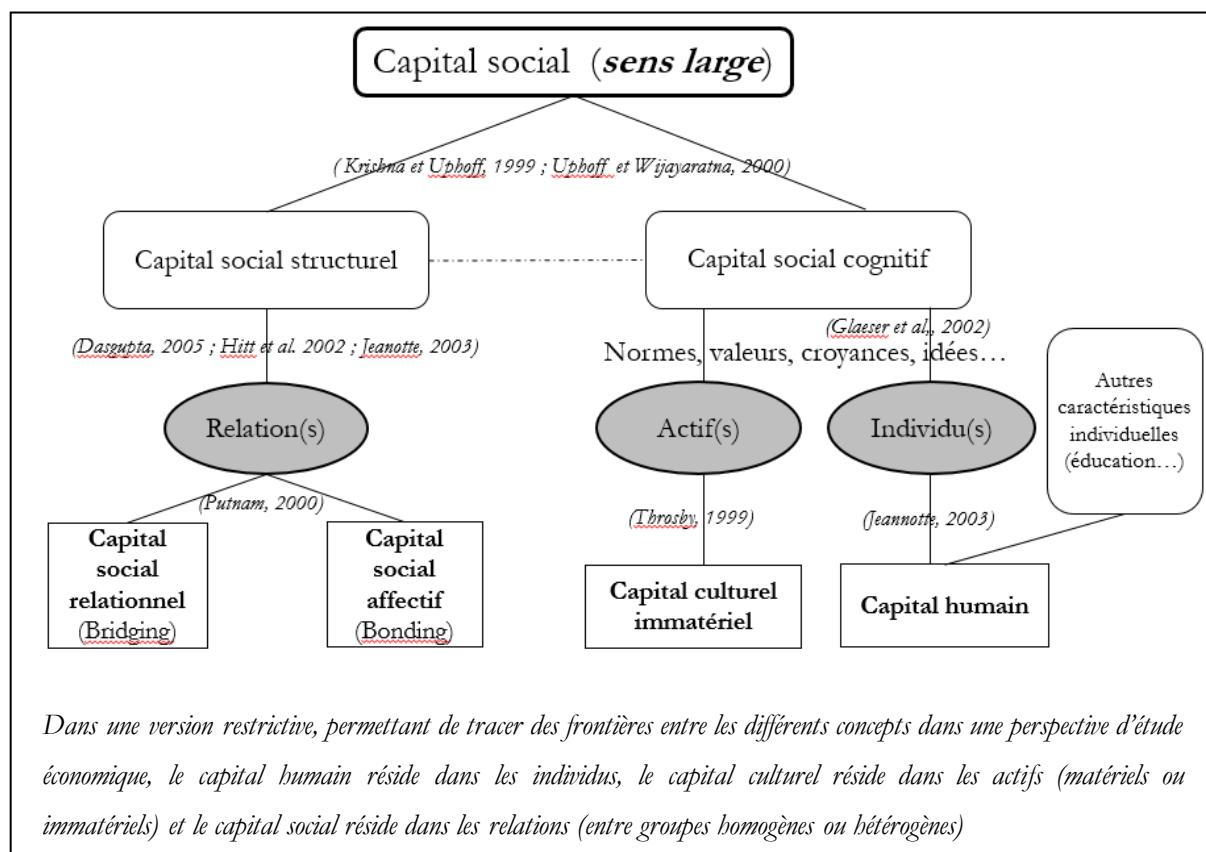 Capital social (sens large)
( Krishna et Uphoff, 1999 ; Uphoff et Wijayaratna, 2000)
Capital social structurel
Capital social cognitif
(Dasgupta, 2005 ; Hitt et al. 2002 ; Jeanotte, 2003)
(Glaeser et al,, 2002)
Normes, valeurs, croyances, idées…
Relation(s)
Actif(s)
Individu(s)
Autres
caractéristiques
individuelles
(éducation…)
(Putnam, 2000)
(Throsby, 1999)
(Jeannotte, 2003)
Capital
social
relationnel
(Bridging)
Capital
social
affectif
(Bonding)
Capital culturel
immatériel
Capital humain
Dans une version restrictive, permettant de tracer des frontières entre les différents concepts dans une perspective d’étude
économique, le capital humain réside dans les individus, le capital culturel réside dans les actifs (matériels ou
immatériels) et le capital social réside dans les relations (entre groupes homogènes ou hétérogènes)